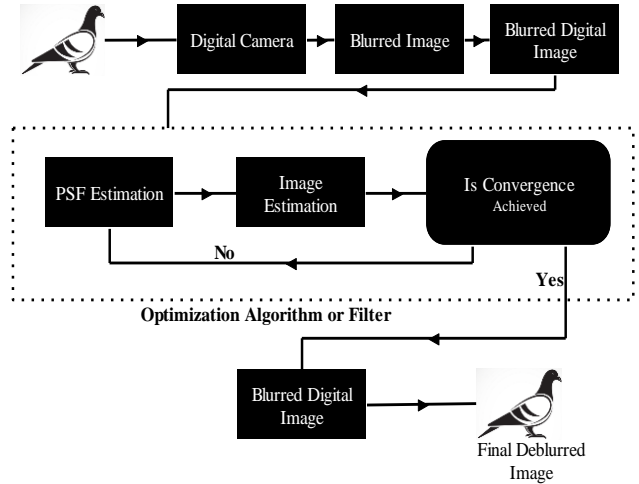 Digital Camera
Blurred Image
Blurred Digital
Image
PSF Estimation
Image
Estimation
Is Convergence
Achieved
No
Yes
Optimization Algorithm or Filter
Blurred Digital
Image
Final Deblurred
Image